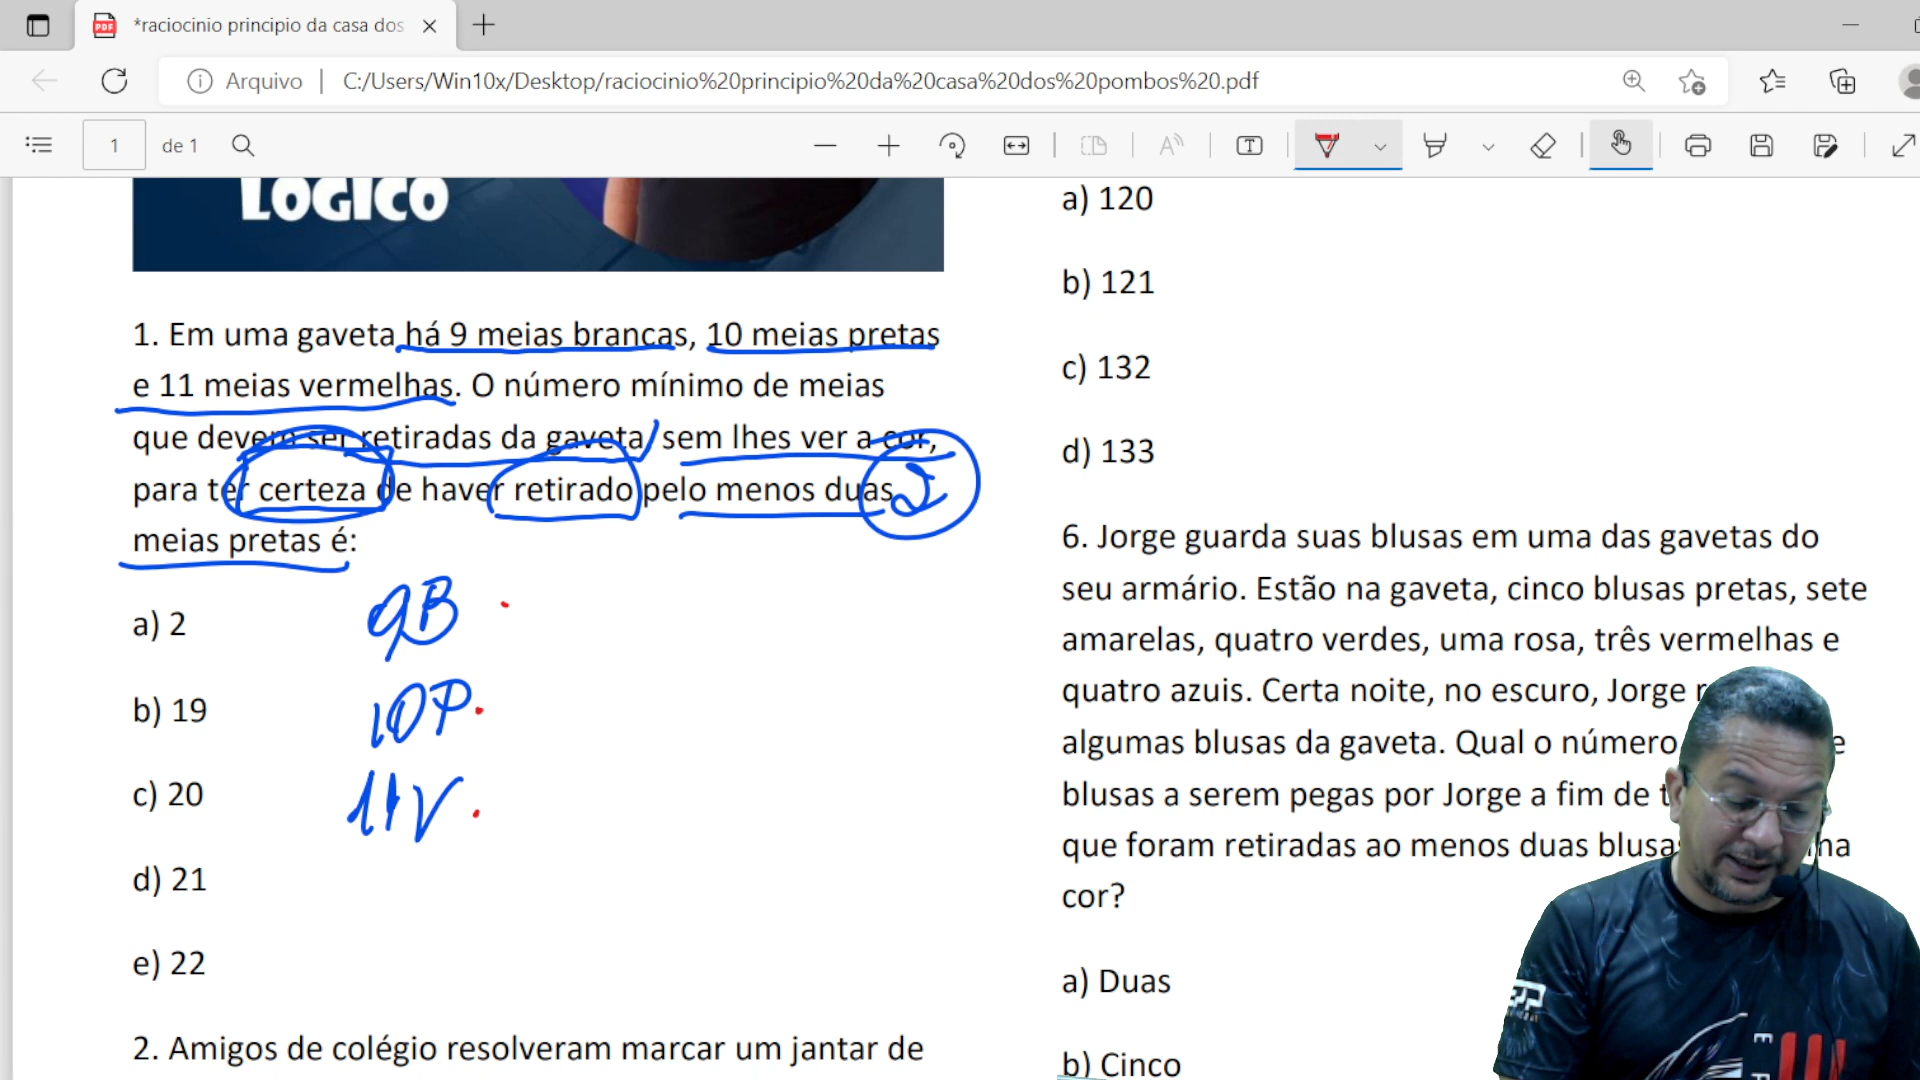 *raciocinio principio da casa dos
Arquivo | C:/Users/Win10x/Desktop/raciocinio%20principio%20da%20casa%20dos%20pombos%20.pdf
1 de 1
LÓGICO
1. Em uma gaveta há 9 meias brancas, 10 meias pretas
e 11 meias vermelhas. O número mínimo de meias
que devem ser retiradas da gaveta, sem lhes ver a cor,
para ter certeza de haver retirado pelo menos duas
meias pretas é:
a) 2
b) 19
c) 20
d) 21
e) 22
9B
10P
11V
2. Amigos de colégio resolveram marcar um jantar de
a) 120
b) 121
c) 132
d) 133
6. Jorge guarda suas blusas em uma das gavetas do
seu armário. Estão na gaveta, cinco blusas pretas, sete
amarelas, quatro verdes, uma rosa, três vermelhas e
quatro azuis. Certa noite, no escuro, Jorge
algumas blusas da gaveta. Qual o número
blusas a serem pegas por Jorge a fim de
que foram retiradas ao menos duas
cor?
a) Duas
b) Cinco